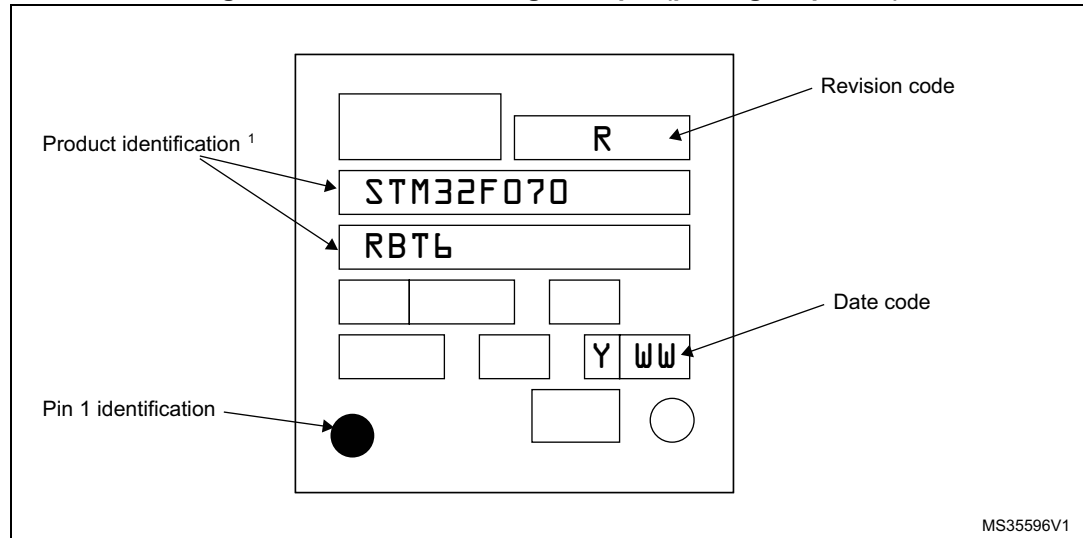 Revision code
R
Product identification 1
STM32F070
RBT6
Date code
Y WW
Pin 1 identification
MS35596V1